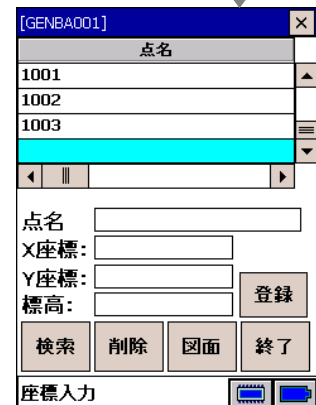 [GENBA001]
点名
1001
1002
1003
点名
X座標:
Y座標:
標高:
登録
検索 削除 図面 終了
座標入力